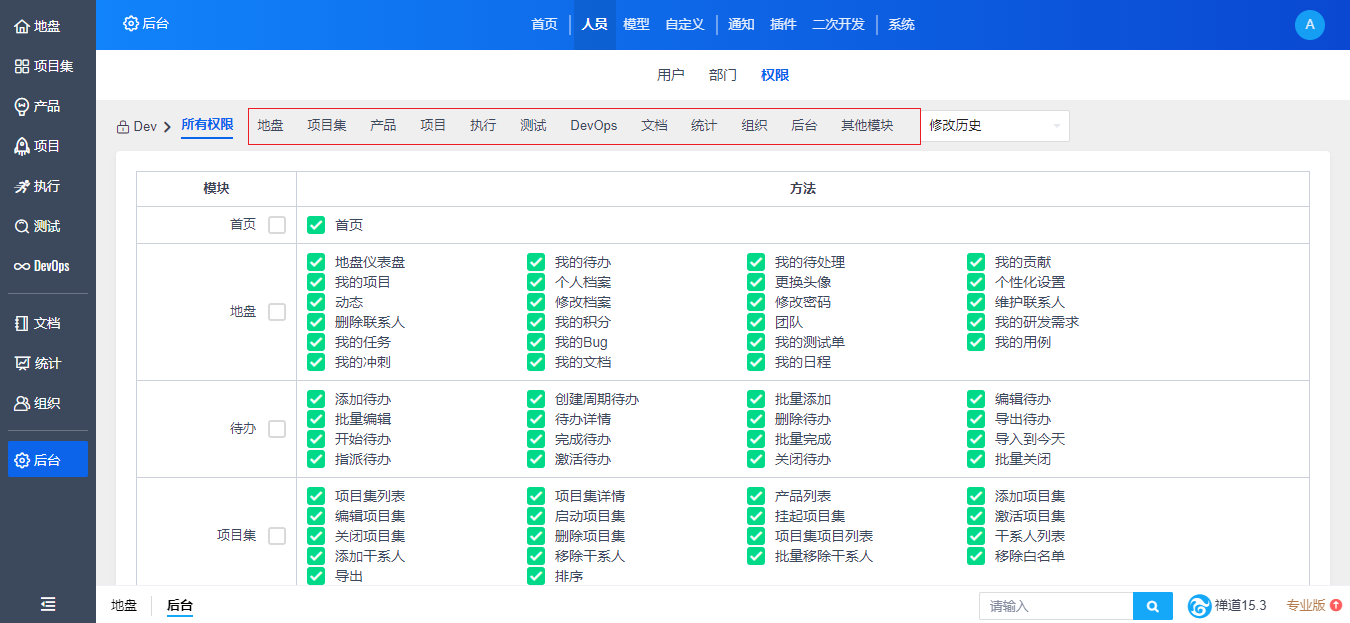 地盘
项目集
产品
项目
执行
测试
DevOps
文档
统计
组织
后台
后台
首页 人员 模型 自定义 通知 插件 二次开发 系统
A
用户 部门 权限
Dev 所有权限 地盘 项目集 产品 项目 执行 测试 DevOps 文档 统计 组织 后台 其他模块 修改历史
模块 方法
首页 首页
地盘
地盘仪表盘 我的待办 我的待处理 我的贡献
我的项目 个人档案 更换头像 个性化设置
动态 修改档案 修改密码 维护联系人
删除联系人 我的积分 团队 我的研发需求
我的任务 我的Bug 我的测试单 我的用例
我的冲刺 我的文档 我的日程
待办
添加待办 创建周期待办 批量添加 编辑待办
批量编辑 待办详情 删除待办 导出待办
开始待办 完成待办 批量完成 导入到今天
指派待办 激活待办 关闭待办 批量关闭
项目集
项目集列表 项目集详情 产品列表 添加项目集
编辑项目集 启动项目集 挂起项目集 激活项目集
关闭项目集 删除项目集 项目集项目列表 干系人列表
添加干系人 移除干系人 批量移除干系人 移除白名单
导出 排序
地盘 后台 请输入 禅道15.3 专业版